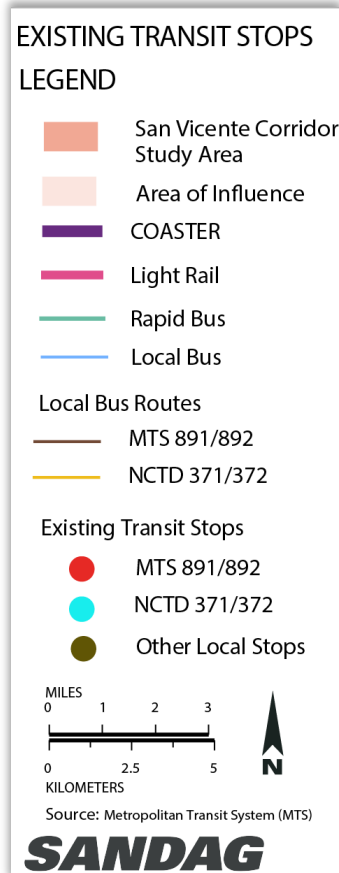 EXISTING TRANSIT STOPS
LEGEND
San Vicente Corridor
Study Area
Area of Influence
COASTER
Light Rail
Rapid Bus
Local Bus
Local Bus Routes
MTS 891/892
NCTD 371/372
Existing Transit Stops
MTS 891/892
NCTD 371/372
Other Local Stops
MILES
0 1 2 3
0 2.5 5
KILOMETERS
N
Source: Metropolitan Transit System (MTS)
SANDAG